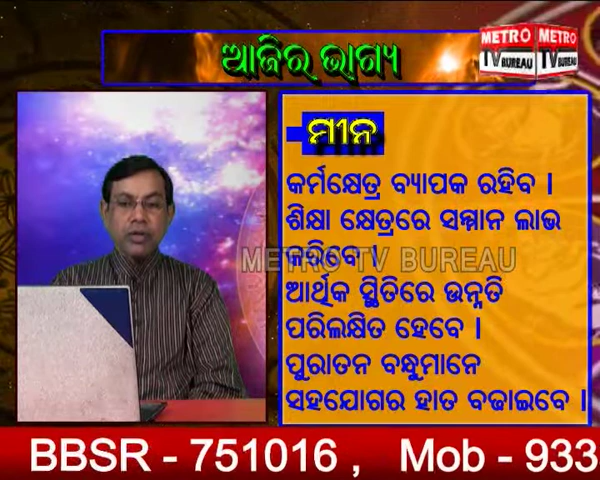 ଆଜିର ଭାଗ୍ୟ
METRO METRO
TV BUREAU TV BUREAU
ମୀନ
କର୍ମକ୍ଷେତ୍ର ବ୍ୟାପକ ରହିବ ।
ଶିକ୍ଷା କ୍ଷେତ୍ରରେ ସମ୍ମାନ ଲାଭ
କରିବେ ।
METRO TV BUREAU
ଆର୍ଥିକ ସ୍ଥିତିରେ ଉନ୍ନତି
ପରିଲକ୍ଷିତ ହେବେ ।
ପୁରାତନ ବନ୍ଧୁମାନେ
ସହଯୋଗର ହାତ ବଢାଇବେ ।
BBSR - 751016 , Mob - 933